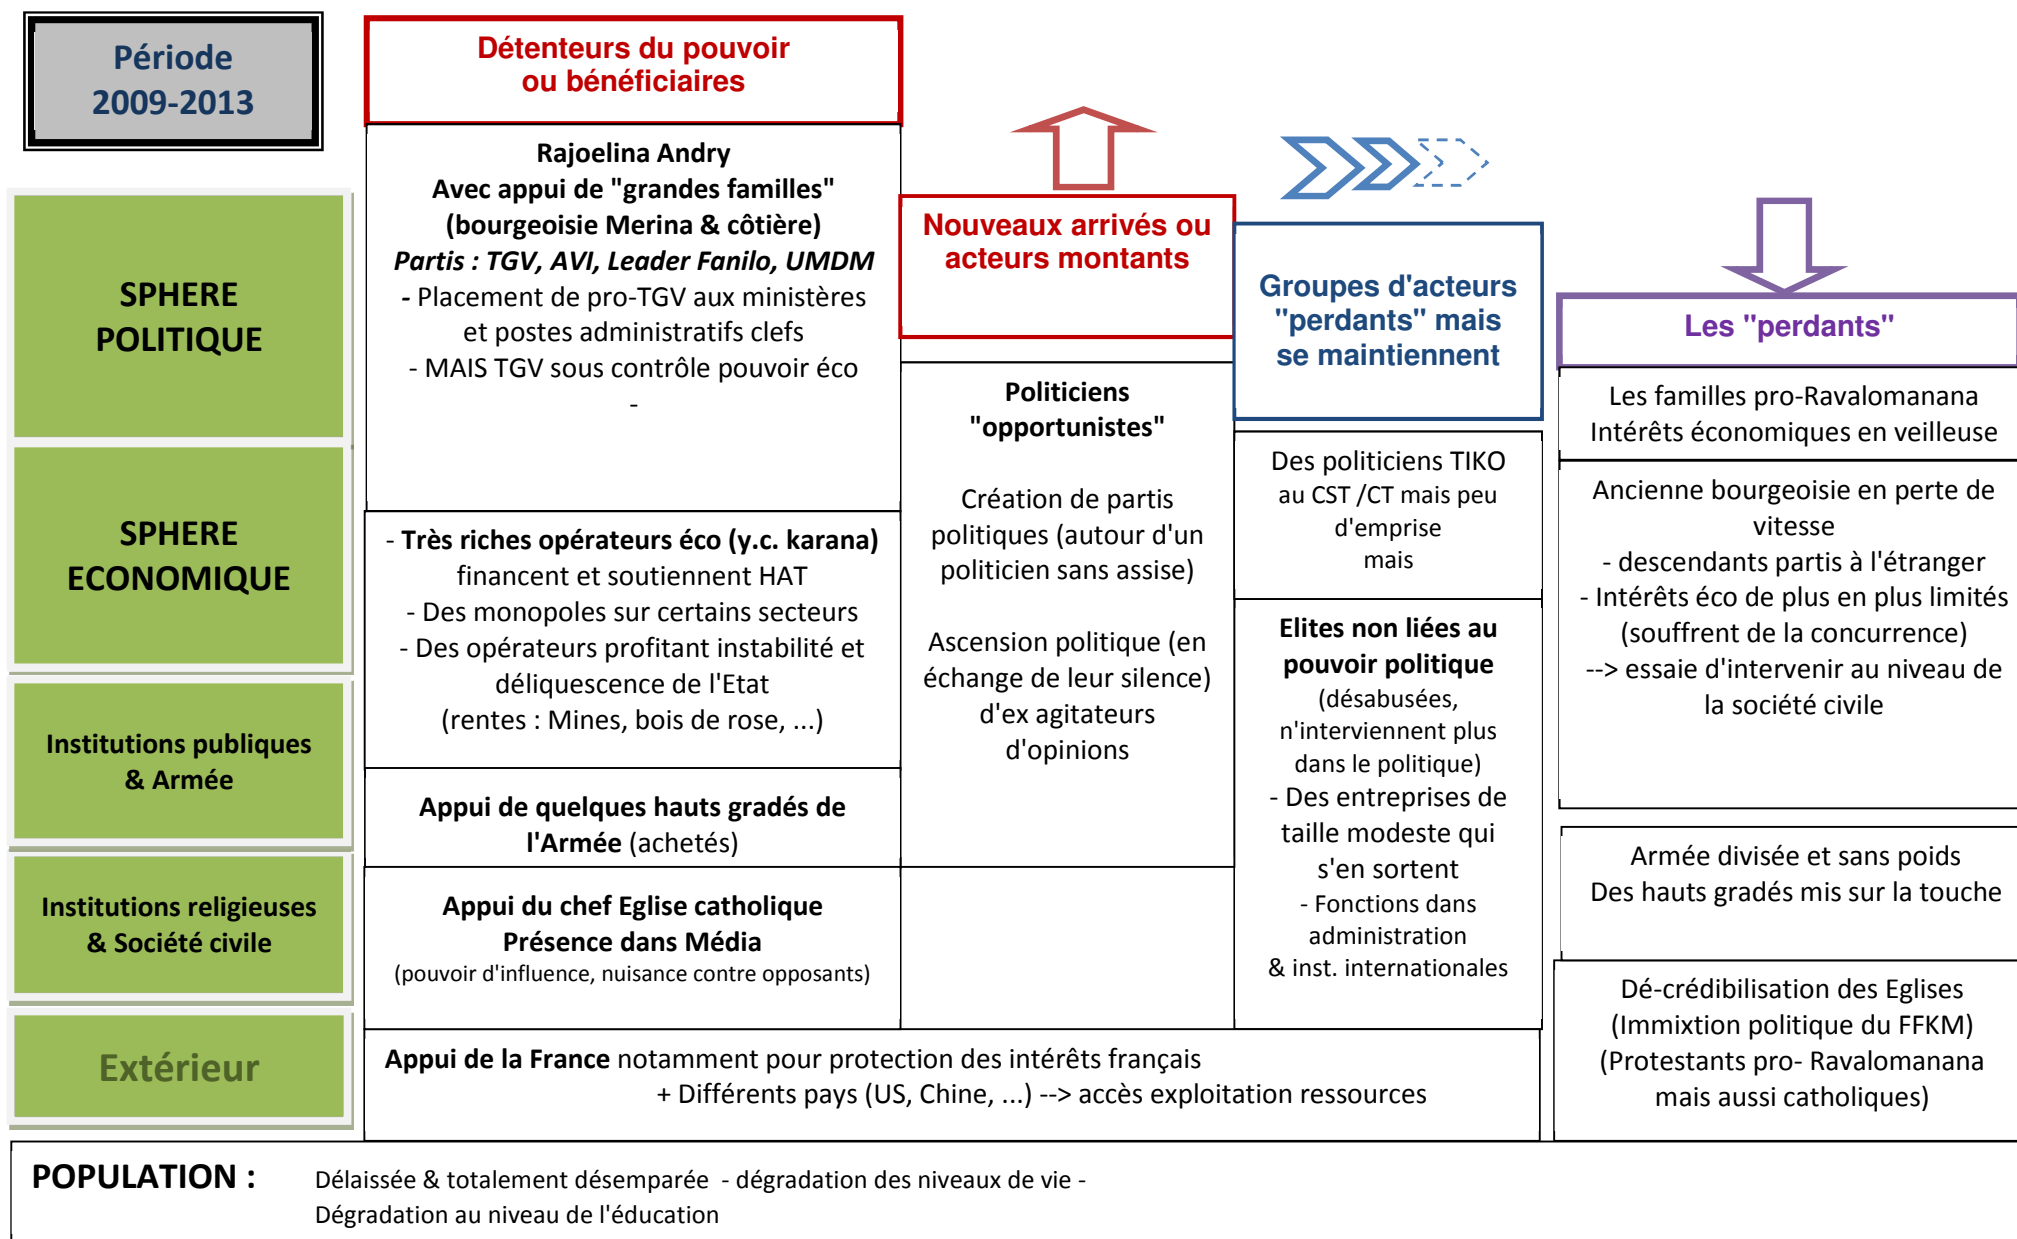 Période
2009-2013
Détenteurs du pouvoir
ou bénéficiaires
Rajoelina Andry
Avec appui de "grandes familles"
(bourgeoisie Merina & côtière)
Partis : TGV, AVI, Leader Fanilo, UMDM
- Placement de pro-TGV aux ministères
et postes administratifs clefs
- MAIS TGV sous contrôle pouvoir éco
-
- Très riches opérateurs éco (y.c. karana)
financent et soutiennent HAT
- Des monopoles sur certains secteurs
- Des opérateurs profitant instabilité et
déliquescence de l'Etat
(rentes : Mines, bois de rose, ...)
Appui de quelques hauts gradés de
l'Armée (achetés)
Appui du chef Eglise catholique
Présence dans Média
(pouvoir d'influence, nuisance contre opposants)
Nouveaux arrivés ou
acteurs montants
Politiciens
"opportunistes"
Création de partis
politiques (autour d'un
politicien sans assise)
Ascension politique (en
échange de leur silence)
d'ex agitateurs
d'opinions
Groupes d'acteurs
"perdants" mais
se maintiennent
Des politiciens TIKO
au CST /CT mais peu
d'emprise
mais
Elites non liées au
pouvoir politique
(désabusées,
n'interviennent plus
dans le politique)
- Des entreprises de
taille modeste qui
s'en sortent
- Fonctions dans
administration
& inst. internationales
Les "perdants"
Les familles pro-Ravalomanana
Intérêts économiques en veilleuse
Ancienne bourgeoisie en perte de
vitesse
- descendants partis à l'étranger
- Intérêts éco de plus en plus limités
(souffrent de la concurrence)
--> essaie d'intervenir au niveau de
la société civile
Armée divisée et sans poids
Des hauts gradés mis sur la touche
Dé-crédibilisation des Eglises
(Immixtion politique du FFKM)
(Protestants pro- Ravalomanana
mais aussi catholiques)
SPHERE
POLITIQUE
SPHERE
ECONOMIQUE
Institutions publiques
& Armée
Institutions religieuses
& Société civile
Extérieur
Appui de la France notamment pour protection des intérêts français
+ Différents pays (US, Chine, ...) --> accès exploitation ressources
POPULATION : Délaissée & totalement désemparée - dégradation des niveaux de vie -
Dégradation au niveau de l'éducation